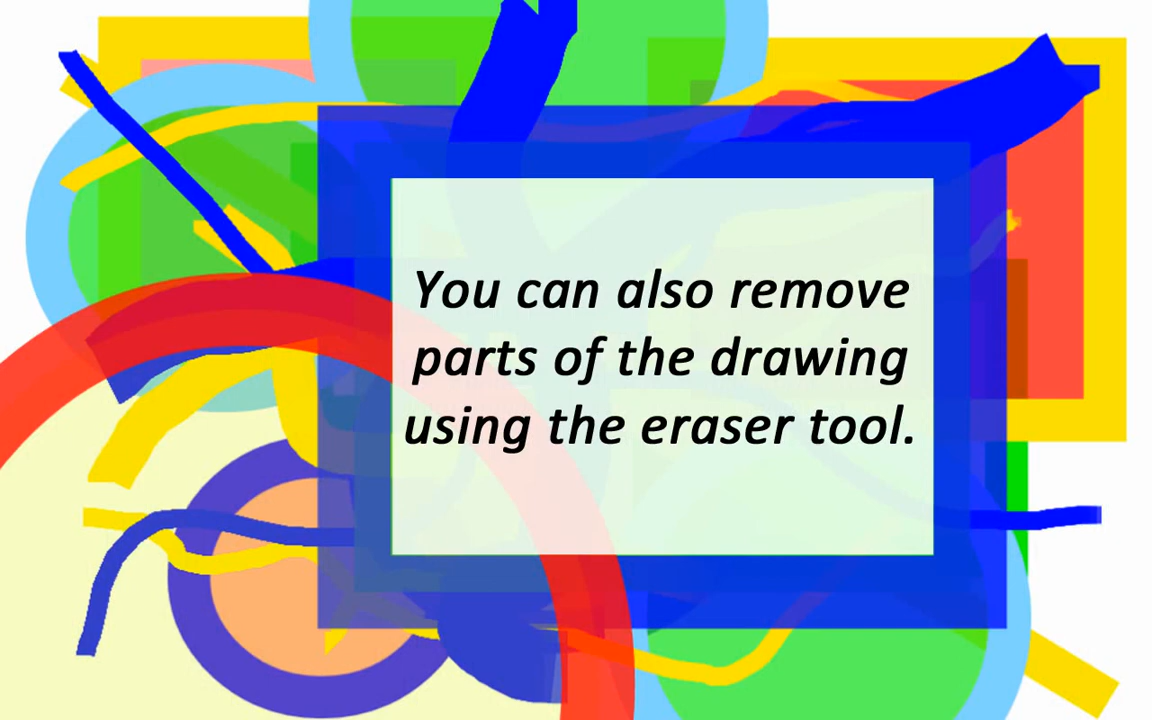 You can also remove
parts of the drawing
using the eraser tool.